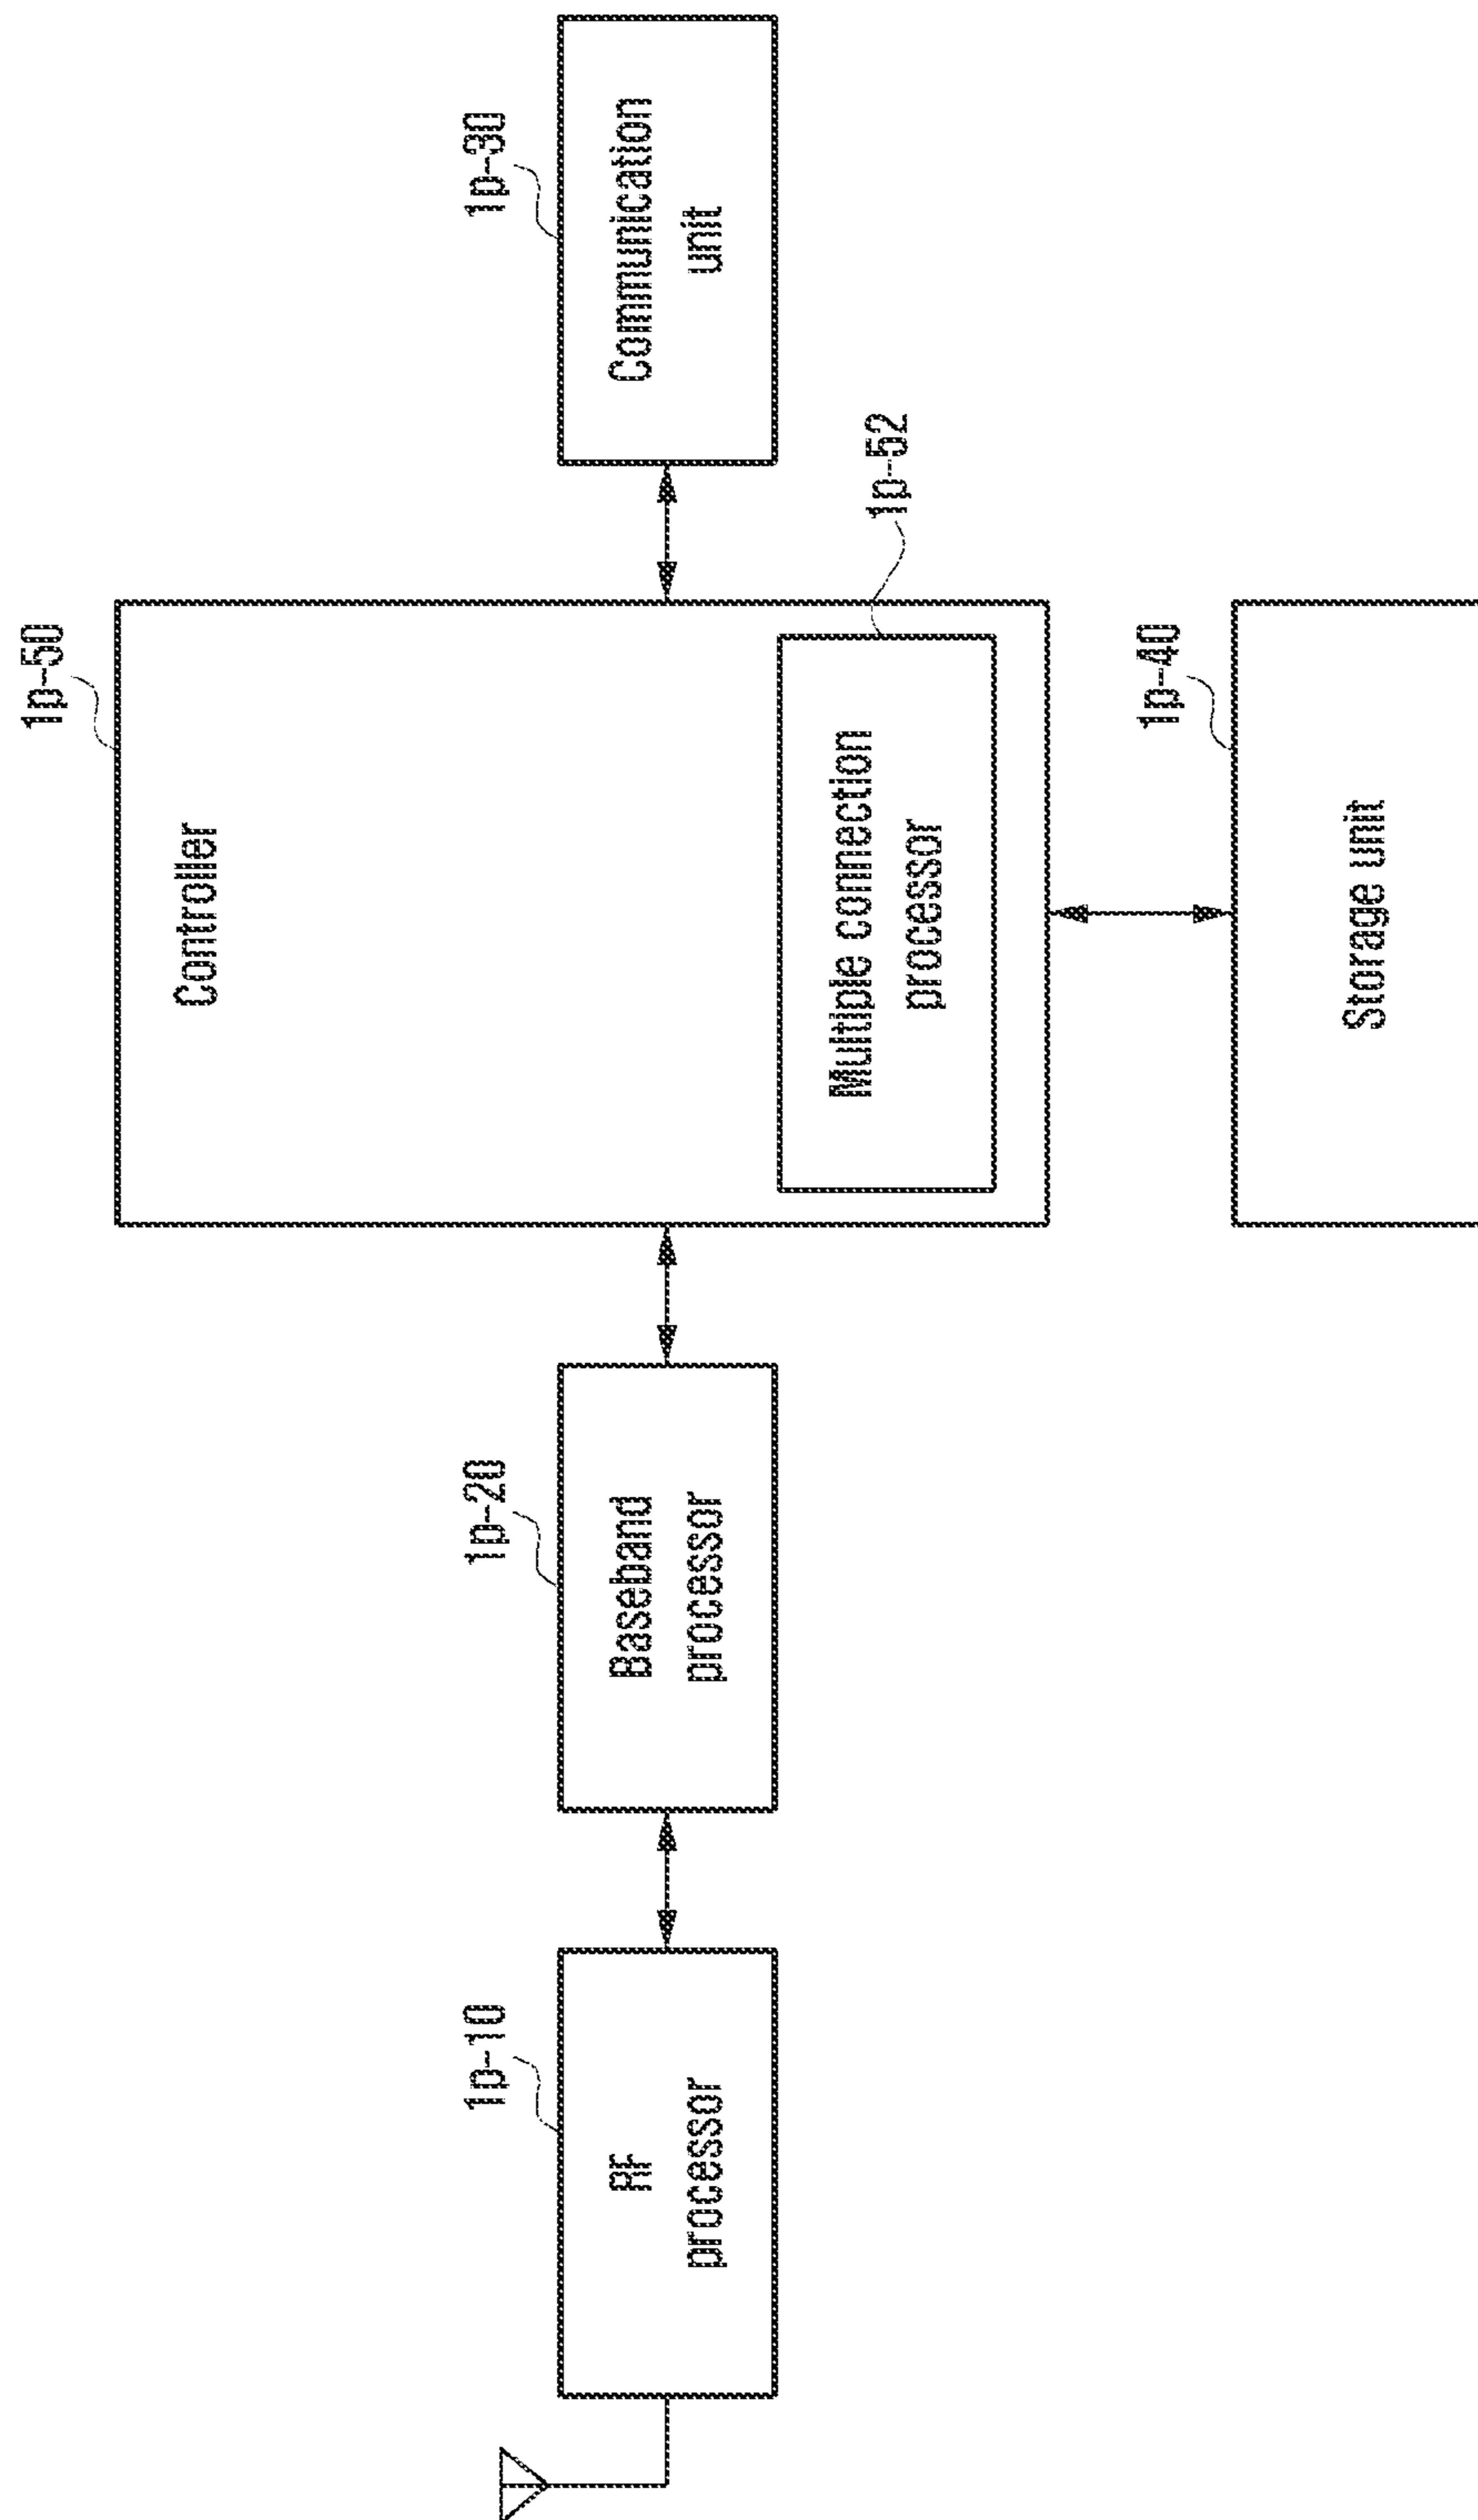 1p-50
Controller
1p-10
1p-20
1p-30
RF
processor
Baseband
processor
Communication
unit
1p-52
Multiple connection
processor
1p-40
Storage unit